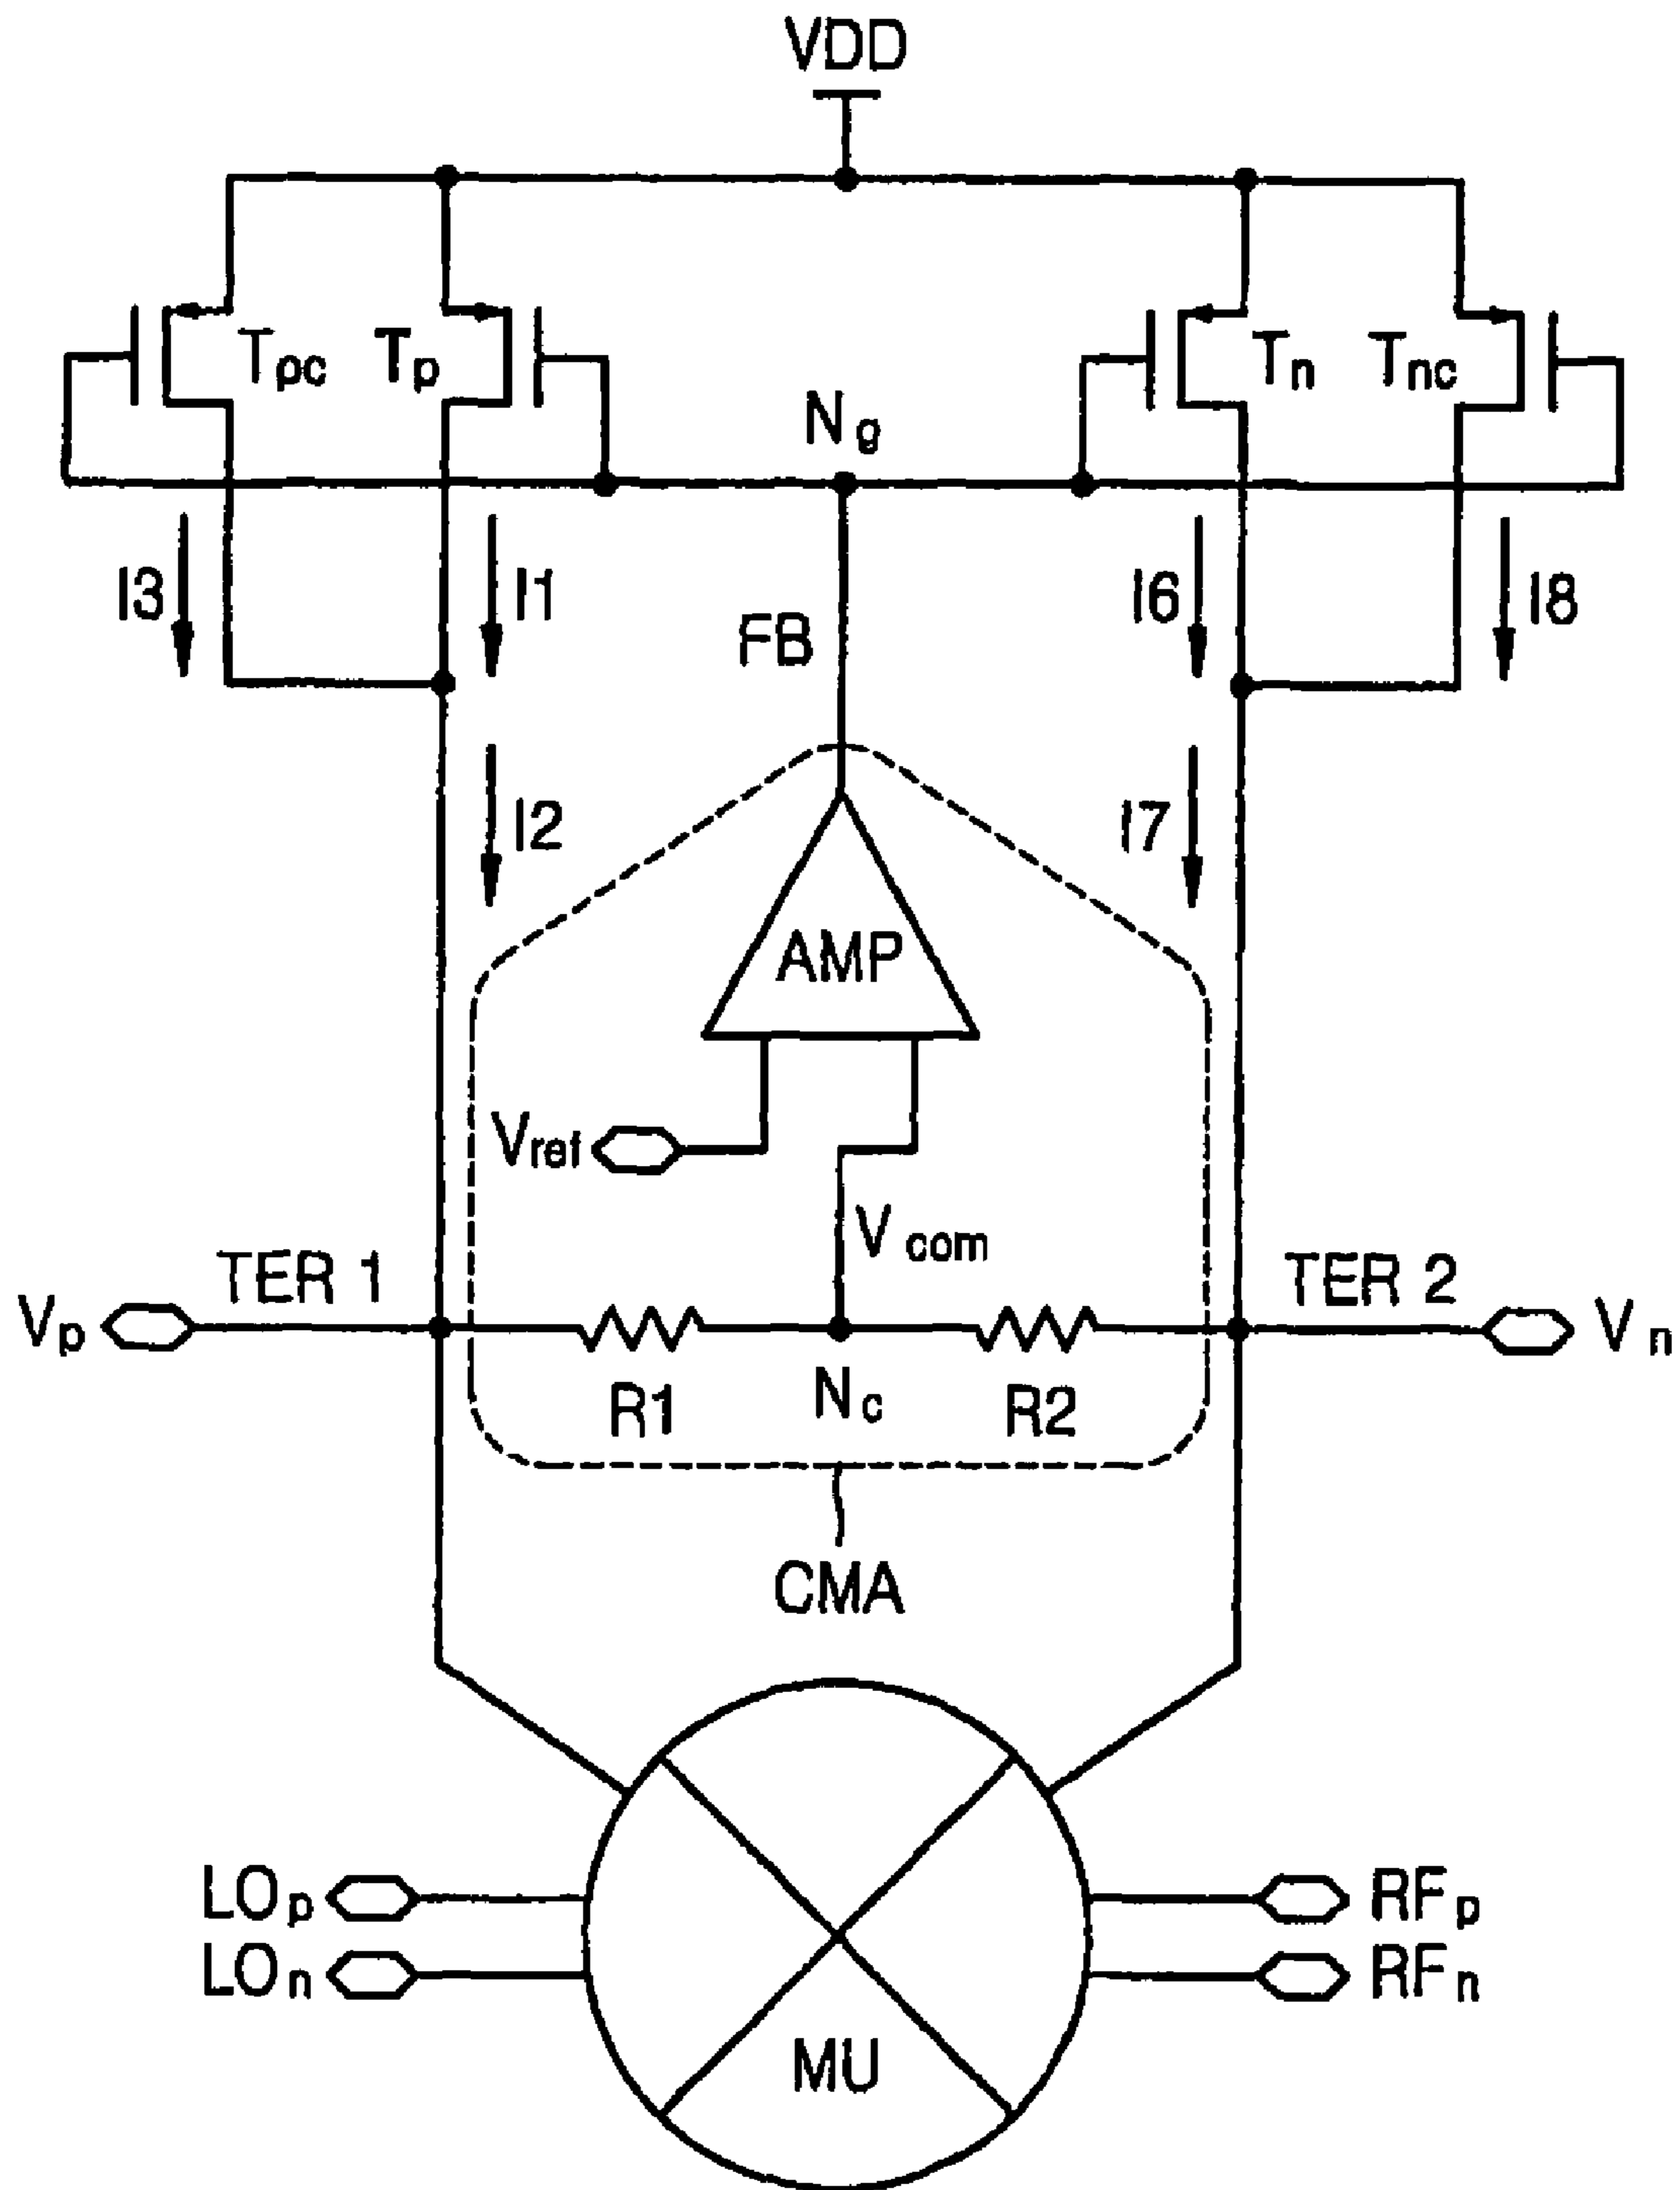 VDD
Tpc Tp Tn Tnc
Ng
I3 I1 I6 I8
FB
I2 I7
AMP
Vref
Vcom
TER 1 TER 2
Vp Vn
R1 Nc R2
CMA
LOp RFp
LOn RFn
MU